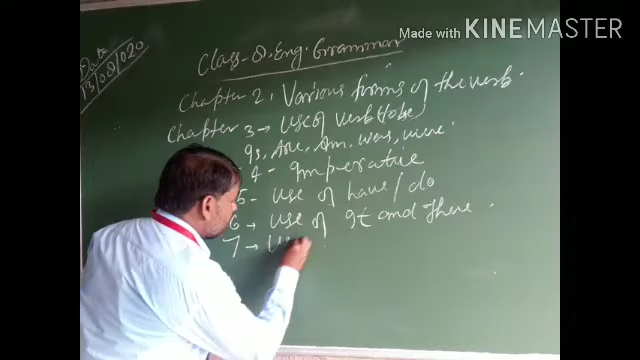 Made with KINEMASTER
Date
13/08/020
Class-8. Eng. Grammar
Chapter 2. Various forms of the verb.
Chapter 3 → Use of verb (to be)
Is, Are, Am, Was, were.
4 - Imperative
5 - Use of have / do
6 → Use of It and There.
7 → Us